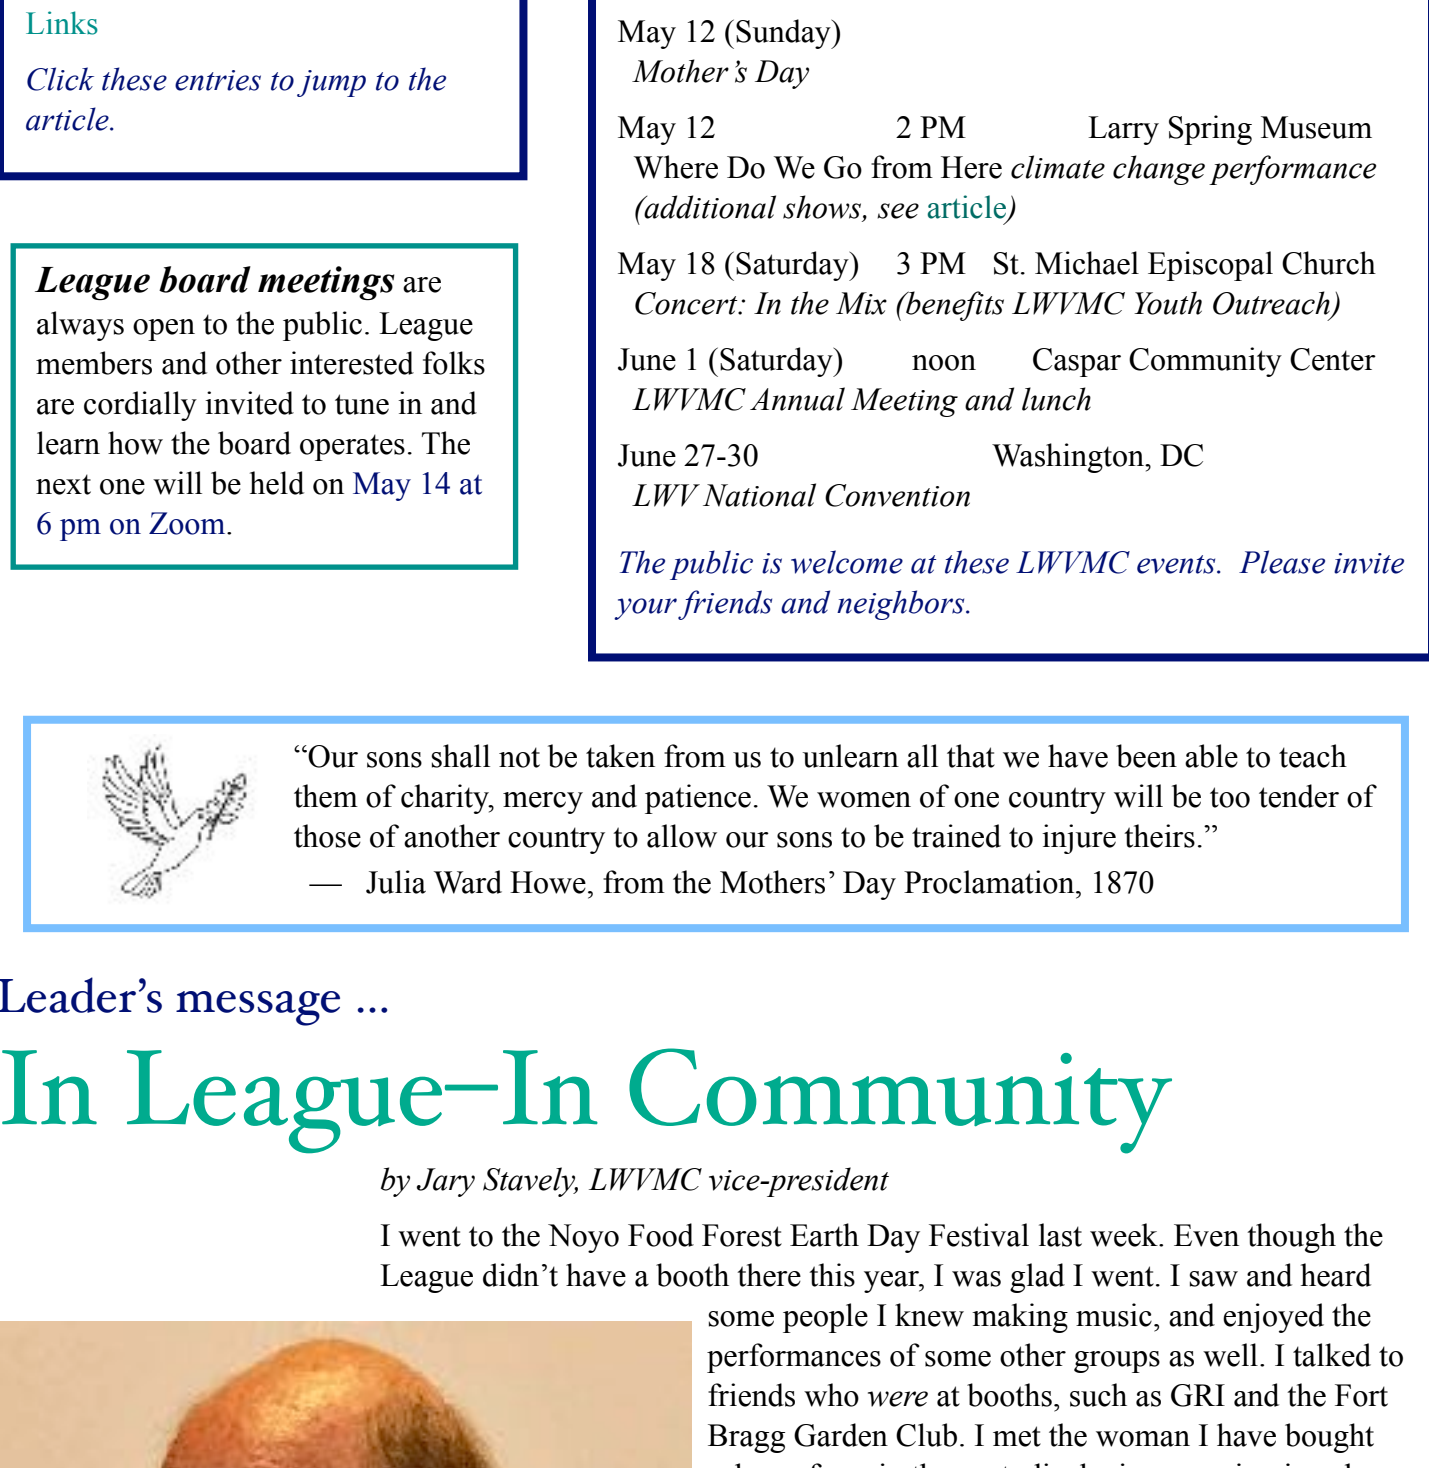 Links
Click these entries to jump to the
article.
League board meetings are
always open to the public. League
members and other interested folks
are cordially invited to tune in and
learn how the board operates. The
next one will be held on May 14 at
6 pm on Zoom.
May 12 (Sunday)
Mother's Day
May 12 2 PM Larry Spring Museum
Where Do We Go from Here climate change performance
(additional shows, see article)
May 18 (Saturday) 3 PM St. Michael Episcopal Church
Concert: In the Mix (benefits LWVMC Youth Outreach)
June 1 (Saturday) noon Caspar Community Center
LWVMC Annual Meeting and lunch
June 27-30 Washington, DC
LWV National Convention
The public is welcome at these LWVMC events.  Please invite
your friends and neighbors.
“Our sons shall not be taken from us to unlearn all that we have been able to teach
them of charity, mercy and patience. We women of one country will be too tender of
those of another country to allow our sons to be trained to injure theirs.”
— Julia Ward Howe, from the Mothers’ Day Proclamation, 1870
Leader’s message ...
In League–In Community
by Jary Stavely, LWVMC vice-president
I went to the Noyo Food Forest Earth Day Festival last week. Even though the
League didn’t have a booth there this year, I was glad I went. I saw and heard
some people I knew making music, and enjoyed the
performances of some other groups as well. I talked to
friends who were at booths, such as GRI and the Fort
Bragg Garden Club. I met the woman I have bought